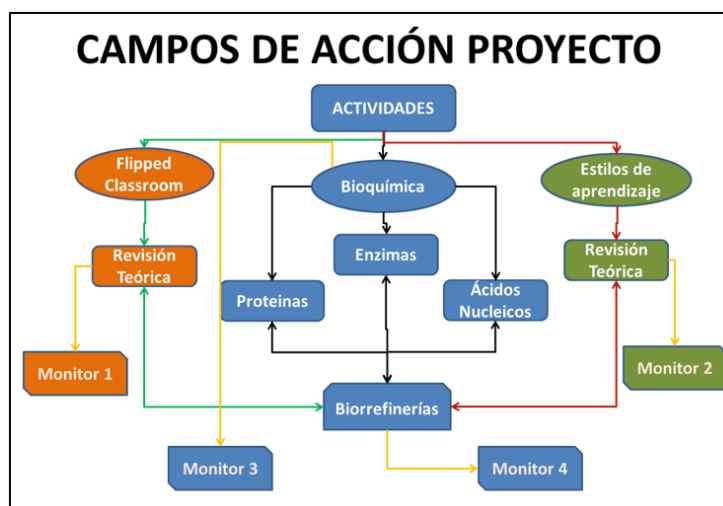 CAMPOS DE ACCIÓN PROYECTO
ACTIVIDADES
Flipped
Classroom
Bioquímica
Estilos de
aprendizaje
Revisión
Teórica
Enzimas
Revisión
Teórica
Proteinas
Ácidos
Nucleicos
Monitor 1
Monitor 2
Biorrefinerías
Monitor 3
Monitor 4